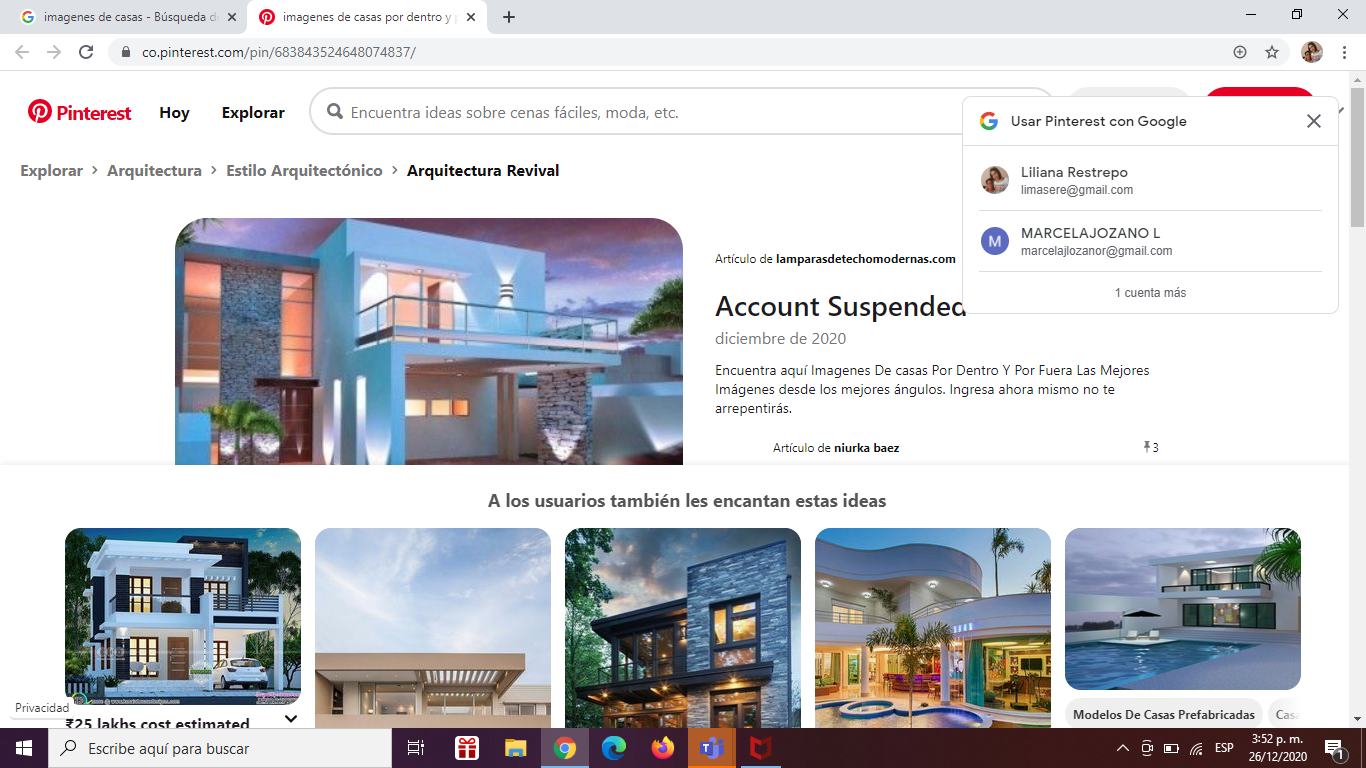 imagenes de casas - Búsqueda d
imagenes de casas por dentro y p
co.pinterest.com/pin/683843524648074837/
Pinterest
Hoy
Explorar
Encuentra ideas sobre cenas fáciles, moda, etc.
Usar Pinterest con Google
Liliana Restrepo
limasere@gmail.com
M
MARCELAJOZANO L
marcelajlozanor@gmail.com
1 cuenta más
Explorar > Arquitectura > Estilo Arquitectónico > Arquitectura Revival
Artículo de lamparasdetechomodernas.com
Account Suspended
diciembre de 2020
Encuentra aquí Imagenes De casas Por Dentro Y Por Fuera Las Mejores
Imágenes desde los mejores ángulos. Ingresa ahora mismo no te
arrepentirás.
Artículo de niurka baez
3
A los usuarios también les encantan estas ideas
Privacidad
₹25 lakhs cost estimated
Modelos De Casas Prefabricadas
Casa
Escribe aquí para buscar
ESP
3:52 p. m.
26/12/2020
1